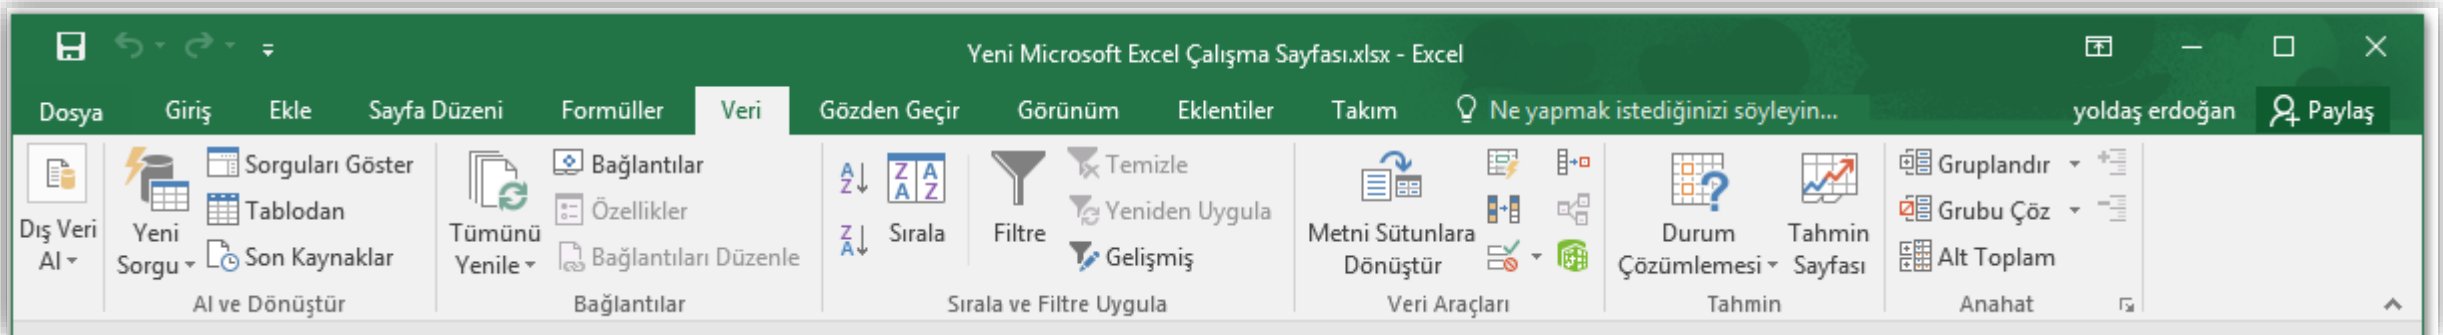 Yeni Microsoft Excel Çalışma Sayfası.xlsx - Excel
Dosya Giriş Ekle Sayfa Düzeni Formüller Veri Gözden Geçir Görünüm Eklentiler Takım Ne yapmak istediğinizi söyleyin... yoldaş erdoğan Paylaş
Dış Veri
Al
Yeni
Sorgu
Sorguları Göster
Tablodan
Son Kaynaklar
Al ve Dönüştür
Tümünü
Yenile
Bağlantılar
Özellikler
Bağlantıları Düzenle
Bağlantılar
A
Z
Z
A
Z A
A Z
Sırala
Filtre
Temizle
Yeniden Uygula
Gelişmiş
Sırala ve Filtre Uygula
Metni Sütunlara
Dönüştür
Veri Araçları
Durum
Çözümlemesi
Tahmin
Sayfası
Tahmin
Gruplandır
Grubu Çöz
Alt Toplam
Anahat